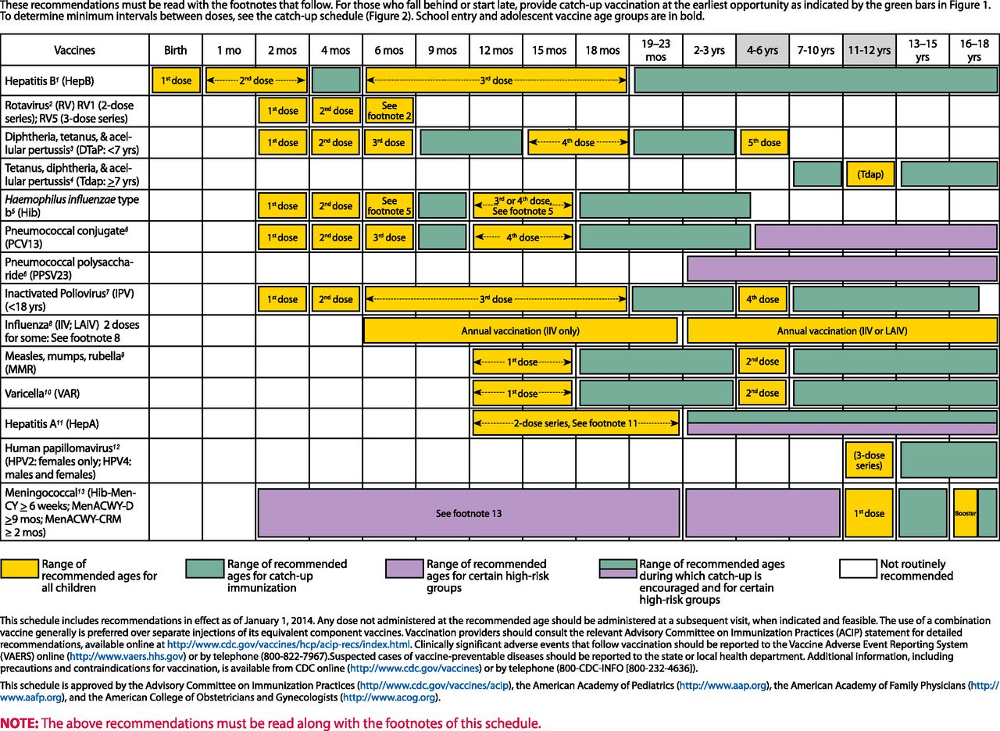 These recommendations must be read with the footnotes that follow. For those who fall behind or start late, provide catch-up vaccination at the earliest opportunity as indicated by the green bars in Figure 1.
To determine minimum intervals between doses, see the catch-up schedule (Figure 2). School entry and adolescent vaccine age groups are in bold.
Vaccines Birth 1 mo 2 mos 4 mos 6 mos 9 mos 12 mos 15 mos 18 mos 19–23 mos 2-3 yrs 4-6 yrs 7-10 yrs 11-12 yrs 13–15 yrs 16–18 yrs
Hepatitis B1 (HepB) 1st dose 2nd dose 3rd dose
Rotavirus2 (RV) RV1 (2-dose
series); RV5 (3-dose series)
1st dose 2nd dose See footnote 2
Diphtheria, tetanus, & acel-
lular pertussis3 (DTaP: <7 yrs)
1st dose 2nd dose 3rd dose 4th dose 5th dose
Tetanus, diphtheria, & acel-
lular pertussis4 (Tdap: ≥7 yrs)
(Tdap)
Haemophilus influenzae type
b5 (Hib)
1st dose 2nd dose See footnote 5 3rd or 4th dose, See footnote 5
Pneumococcal conjugate6
(PCV13)
1st dose 2nd dose 3rd dose 4th dose
Pneumococcal polysaccha-
ride6 (PPSV23)
Inactivated Poliovirus7 (IPV)
(<18 yrs)
1st dose 2nd dose 3rd dose 4th dose
Influenza8 (IIV; LAIV) 2 doses
for some: See footnote 8
Annual vaccination (IIV only) Annual vaccination (IIV or LAIV)
Measles, mumps, rubella9
(MMR)
1st dose 2nd dose
Varicella10 (VAR) 1st dose 2nd dose
Hepatitis A11 (HepA) 2-dose series, See footnote 11
Human papillomavirus12
(HPV2: females only; HPV4:
males and females)
(3-dose series)
Meningococcal13 (Hib-Men-
CY ≥ 6 weeks; MenACWY-D
≥9 mos; MenACWY-CRM
≥ 2 mos)
See footnote 13 1st dose Booster
Range of
recommended ages for
all children
Range of recommended
ages for catch-up
immunization
Range of recommended
ages for certain high-risk
groups
Range of recommended ages
during which catch-up is
encouraged and for certain
high-risk groups
Not routinely
recommended
This schedule includes recommendations in effect as of January 1, 2014. Any dose not administered at the recommended age should be administered at a subsequent visit, when indicated and feasible. The use of a combination
vaccine generally is preferred over separate injections of its equivalent component vaccines. Vaccination providers should consult the relevant Advisory Committee on Immunization Practices (ACIP) statement for detailed
recommendations, available online at http://www.cdc.gov/vaccines/hcp/acip-recs/index.html. Clinically significant adverse events that follow vaccination should be reported to the Vaccine Adverse Event Reporting System
(VAERS) online (http://www.vaers.hhs.gov) or by telephone (800-822-7967).Suspected cases of vaccine-preventable diseases should be reported to the state or local health department. Additional information, including
precautions and contraindications for vaccination, is available from CDC online (http://www.cdc.gov/vaccines) or by telephone (800-CDC-INFO [800-232-4636]).
This schedule is approved by the Advisory Committee on Immunization Practices (http//www.cdc.gov/vaccines/acip), the American Academy of Pediatrics (http://www.aap.org), the American Academy of Family Physicians (http://
www.aafp.org), and the American College of Obstetricians and Gynecologists (http://www.acog.org).
NOTE: The above recommendations must be read along with the footnotes of this schedule.